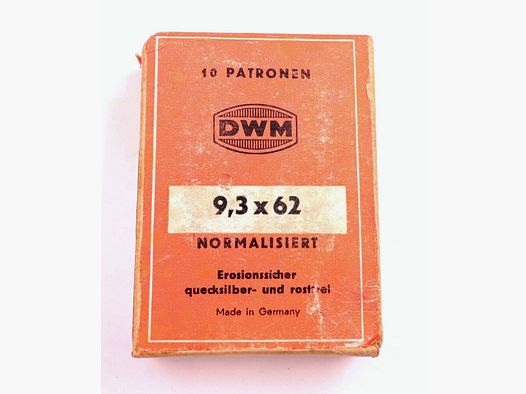 10 PATRONEN
DWM
9,3 x 62
NORMALISIERT
Erosionssicher
quecksilber- und rostfrei
Made in Germany